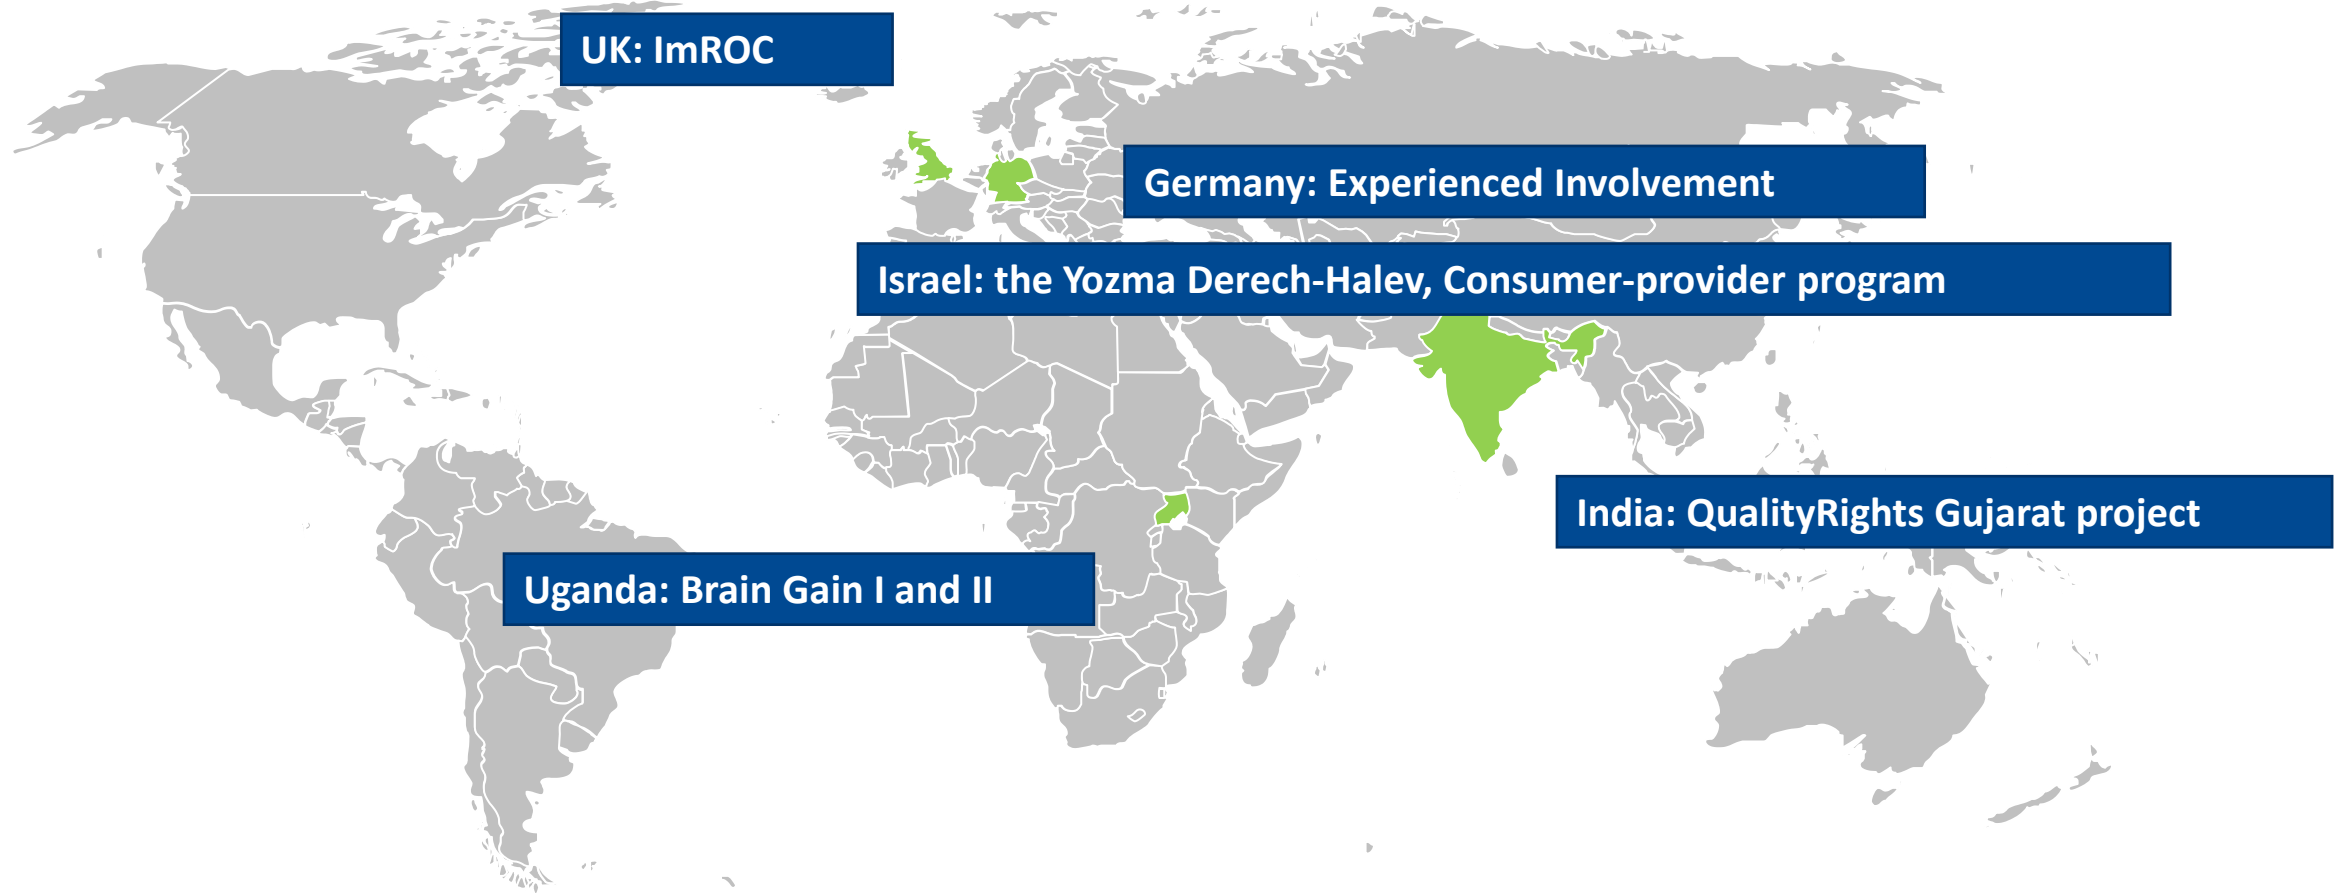 UK: ImROC
Germany: Experienced Involvement
Israel: the Yozma Derech-Halev, Consumer-provider program
India: QualityRights Gujarat project
Uganda: Brain Gain I and II